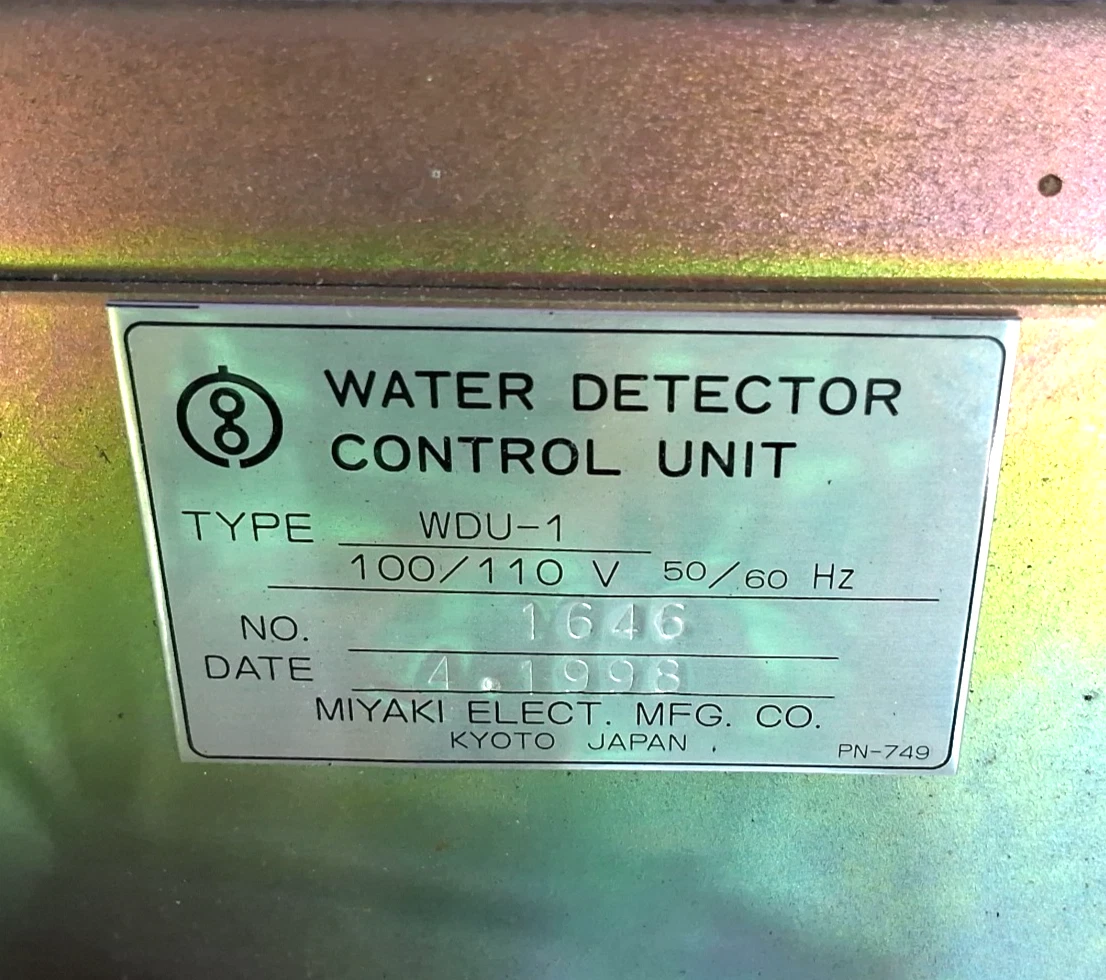 WATER DETECTOR
CONTROL UNIT
TYPE WDU-1
100/110 V 50/60 Hz
NO. 1646
DATE 4.1998
MIYAKI ELECT. MFG. CO.
KYOTO JAPAN
PN-749